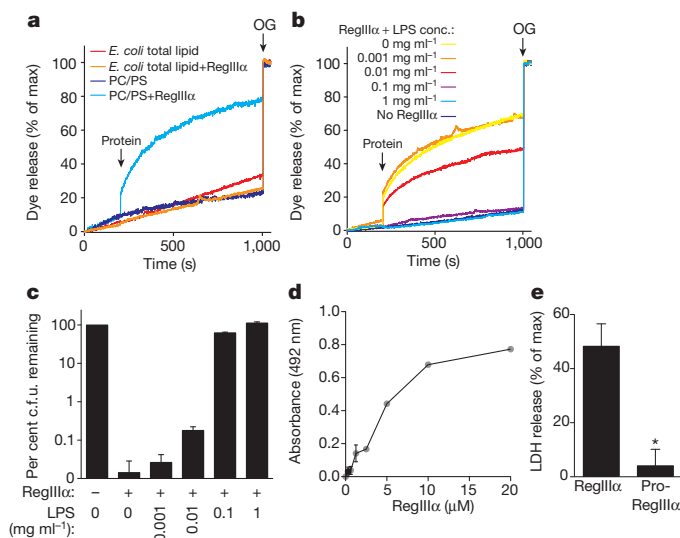 a
OG
E. coli total lipid
E. coli total lipid+RegIIIα
PC/PS
PC/PS+RegIIIα
Protein
Dye release (% of max)
100
80
60
40
20
0
500
1,000
Time (s)
b
RegIIIα + LPS conc.:
OG
0 mg ml⁻¹
0.001 mg ml⁻¹
0.01 mg ml⁻¹
0.1 mg ml⁻¹
1 mg ml⁻¹
No RegIIIα
Protein
Dye release (% of max)
100
80
60
40
20
0
0
500
1,000
Time (s)
c
Per cent c.f.u. remaining
100
10
1
0.1
0
RegIIIα: – + + + + +
LPS 0 0 0.001 0.01 0.1 1
(mg ml⁻¹):
d
Absorbance (492 nm)
1.0
0.8
0.6
0.4
0.2
0.0
0 5 10 15 20
RegIIIα (μM)
e
LDH release (% of max)
60
40
20
0
*
RegIIIα
Pro-
RegIIIα